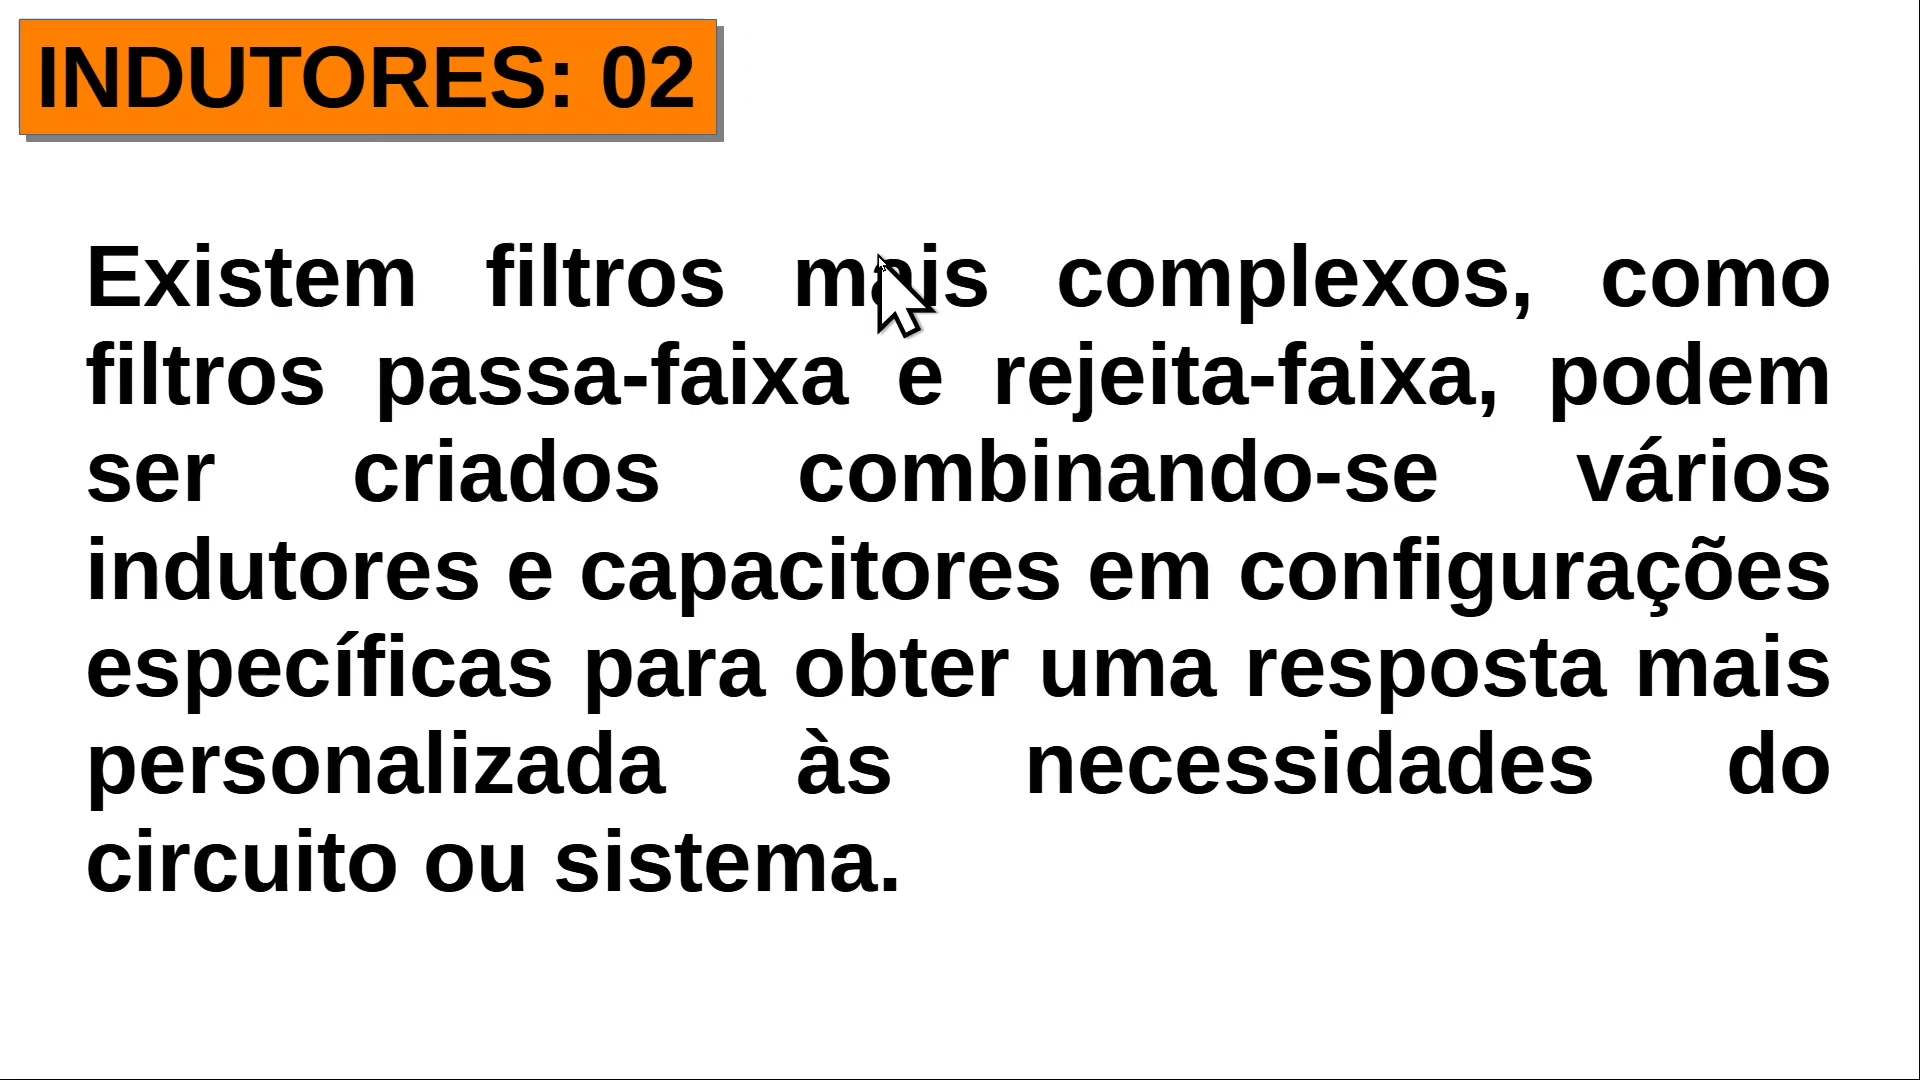 INDUTORES: 02
Existem filtros mais complexos, como
filtros passa-faixa e rejeita-faixa, podem
ser criados combinando-se vários
indutores e capacitores em configurações
específicas para obter uma resposta mais
personalizada às necessidades do
circuito ou sistema.